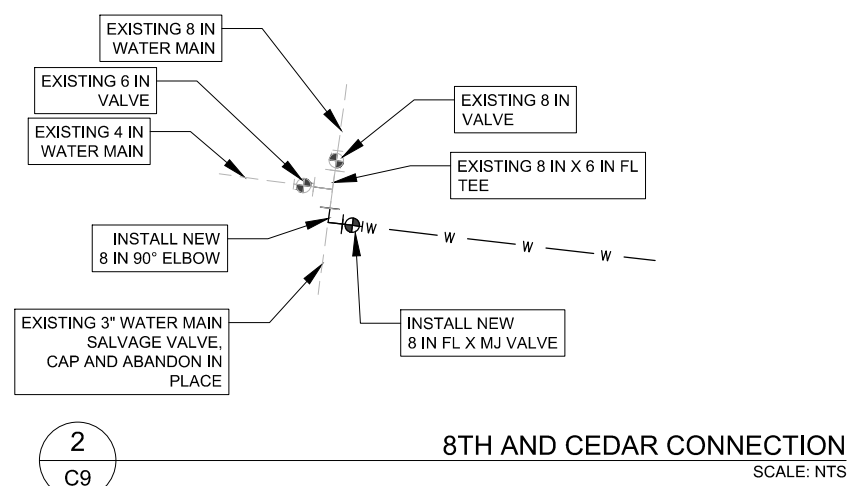 EXISTING 8 IN
WATER MAIN
EXISTING 6 IN
VALVE
EXISTING 8 IN
VALVE
EXISTING 4 IN
WATER MAIN
EXISTING 8 IN X 6 IN FL
TEE
INSTALL NEW
8 IN 90° ELBOW
W
W
W
W
EXISTING 3" WATER MAIN
SALVAGE VALVE,
CAP AND ABANDON IN
PLACE
INSTALL NEW
8 IN FL X MJ VALVE
2
C9
8TH AND CEDAR CONNECTION
SCALE: NTS